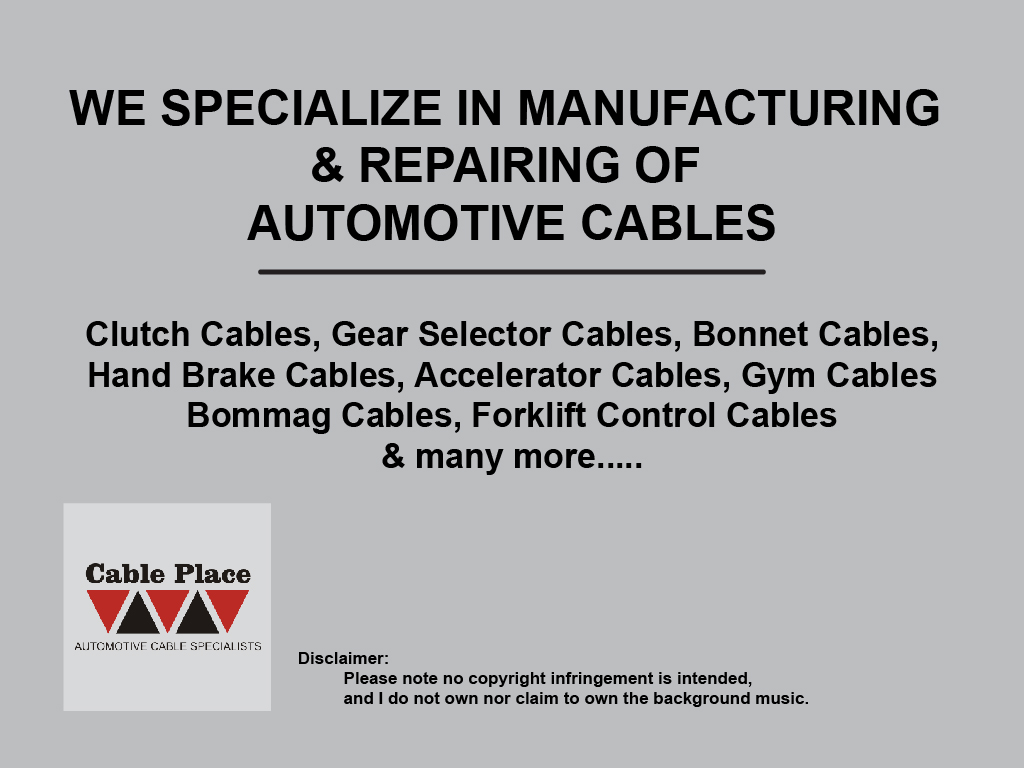 WE SPECIALIZE IN MANUFACTURING
& REPAIRING OF
AUTOMOTIVE CABLES
Clutch Cables, Gear Selector Cables, Bonnet Cables,
Hand Brake Cables, Accelerator Cables, Gym Cables
Bommag Cables, Forklift Control Cables
& many more.....
Cable Place
AUTOMOTIVE CABLE SPECIALISTS
Disclaimer:
Please note no copyright infringement is intended,
and I do not own nor claim to own the background music.